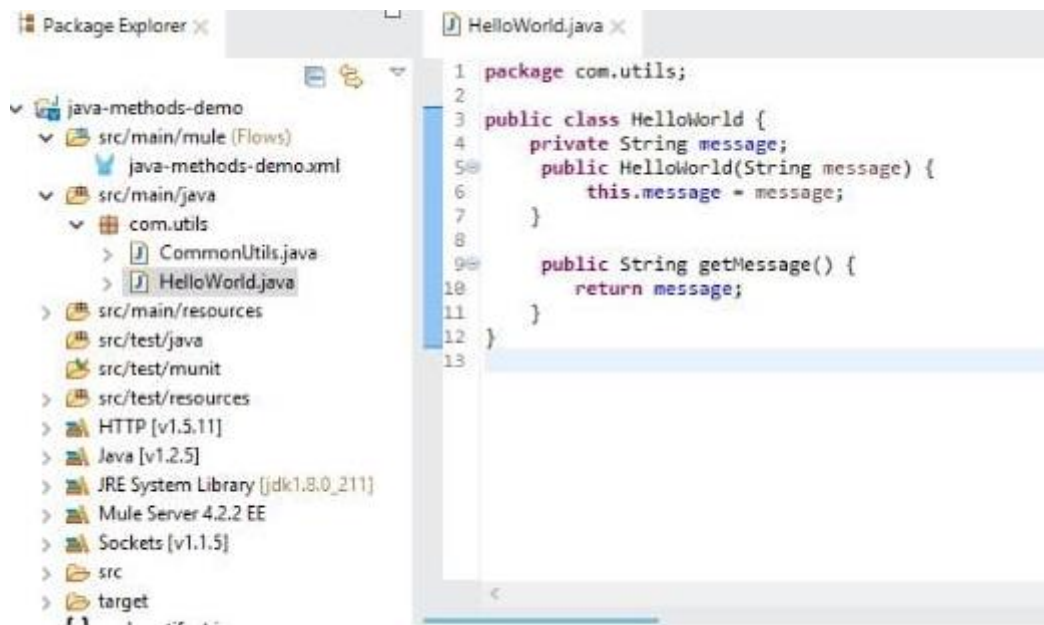 Package Explorer
java-methods-demo
src/main/mule (Flows)
java-methods-demo.xml
src/main/java
com.utils
CommonUtils.java
HelloWorld.java
src/main/resources
src/test/java
src/test/munit
src/test/resources
HTTP [v1.5.11]
Java [v1.2.5]
JRE System Library [jdk1.8.0_211]
Mule Server 4.2.2 EE
Sockets [v1.1.5]
src
target
HelloWorld.java
1 package com.utils;
2
3 public class HelloWorld {
4 private String message;
5 public HelloWorld(String message) {
6 this.message = message;
7 }
8
9 public String getMessage() {
10 return message;
11 }
12 }
13